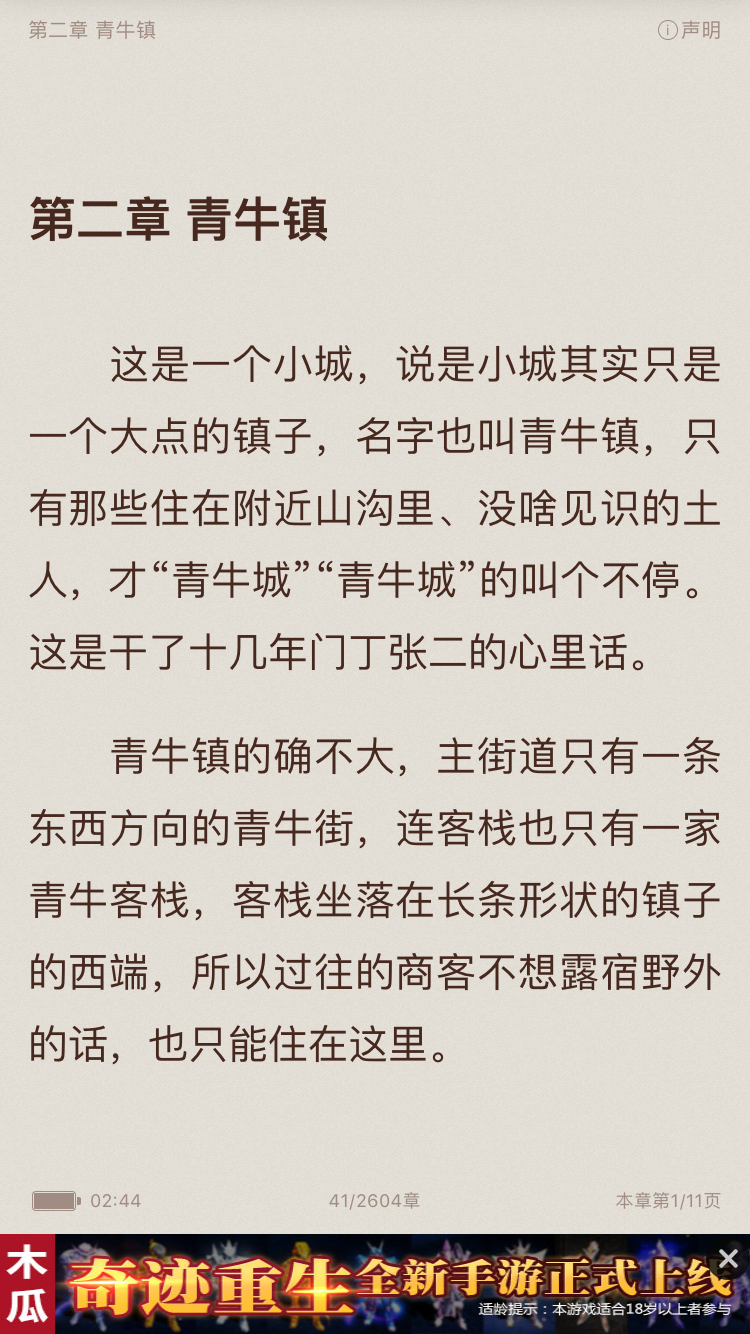 第二章 青牛镇
ⓘ声明
第二章 青牛镇
这是一个小城，说是小城其实只是
一个大点的镇子，名字也叫青牛镇，只
有那些住在附近山沟里、没啥见识的土
人，才“青牛城”“青牛城”的叫个不停。
这是干了十几年门丁张二的心里话。
青牛镇的确不大，主街道只有一条
东西方向的青牛街，连客栈也只有一家
青牛客栈，客栈坐落在长条形状的镇子
的西端，所以过往的商客不想露宿野外
的话，也只能住在这里。
02:44
41/2604章
本章第1/11页
木瓜
奇迹重生全新手游正式上线
适龄提示：本游戏适合18岁以上者参与